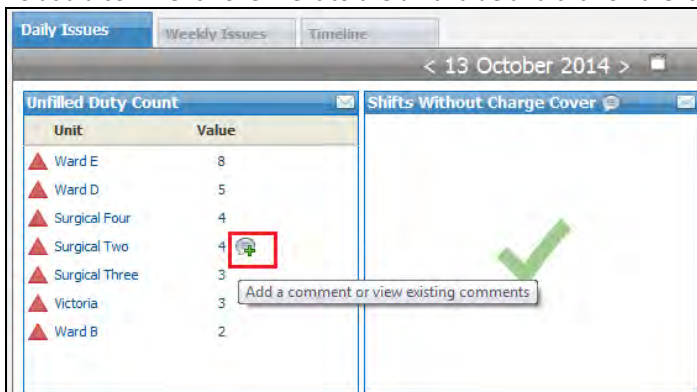 Daily Issues Weekly Issues Timeline
< 13 October 2014 >
Unfilled Duty Count Shifts Without Charge Cover
Unit Value
Ward E 8
Ward D 5
Surgical Four 4
Surgical Two 4
Surgical Three 3
Add a comment or view existing comments
Victoria 3
Ward B 2